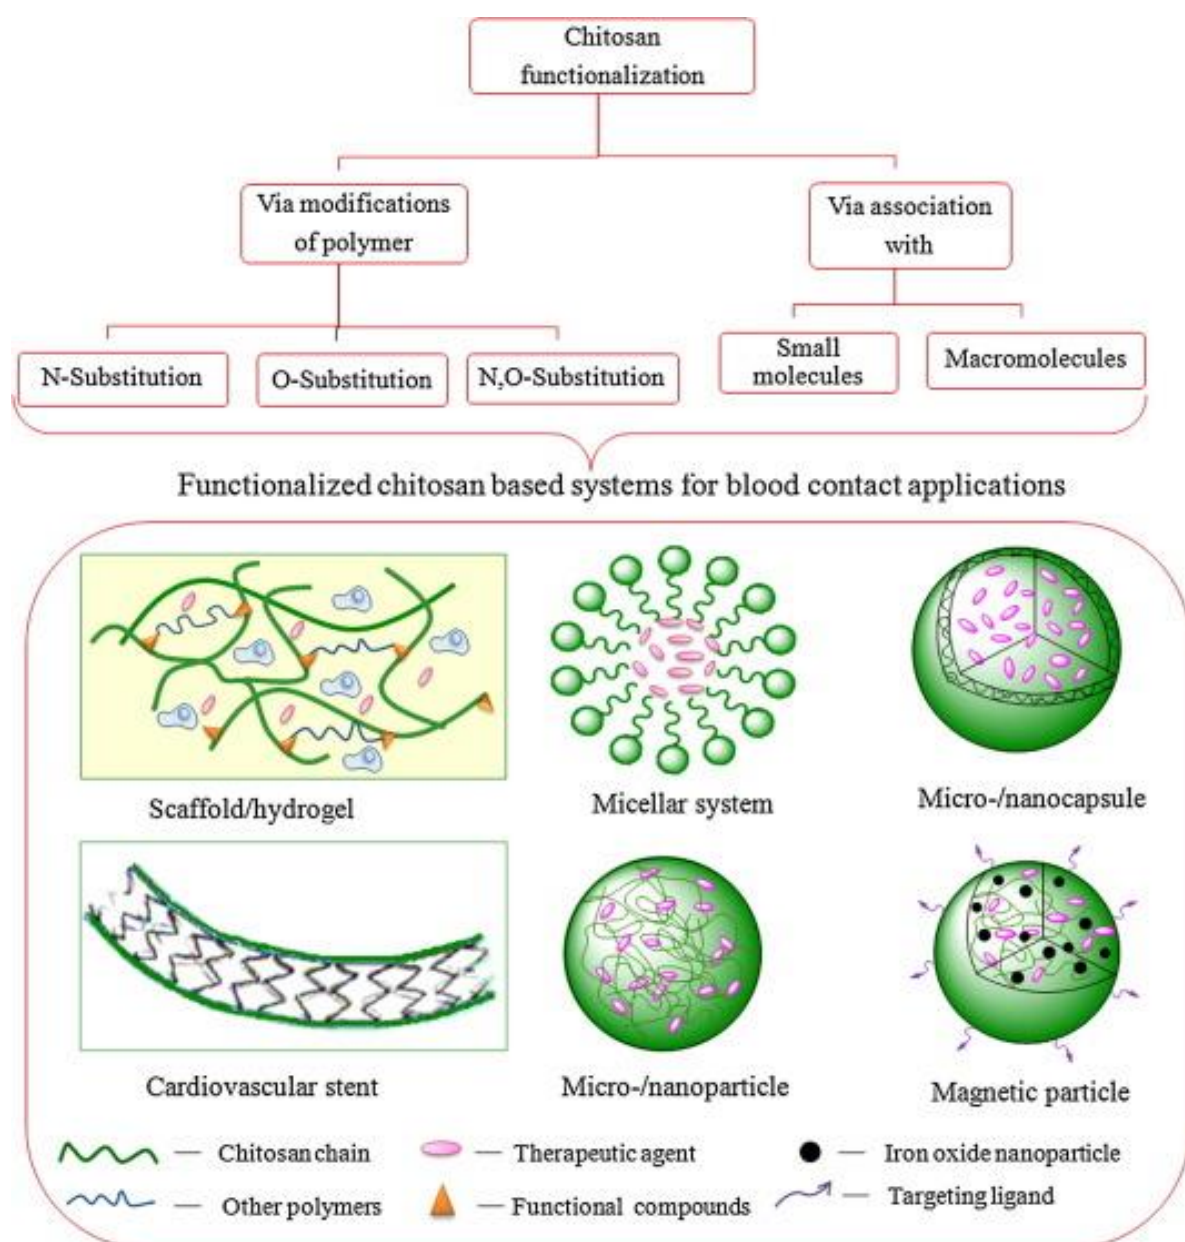 Chitosan
functionalization
Via modifications
of polymer
Via association
with
N-Substitution
O-Substitution
N,O-Substitution
Small
molecules
Macromolecules
Functionalized chitosan based systems for blood contact applications
Scaffold/hydrogel
Micellar system
Micro-/nanocapsule
Cardiovascular stent
Micro-/nanoparticle
Magnetic particle
— Chitosan chain
— Therapeutic agent
— Iron oxide nanoparticle
— Other polymers
— Functional compounds
— Targeting ligand